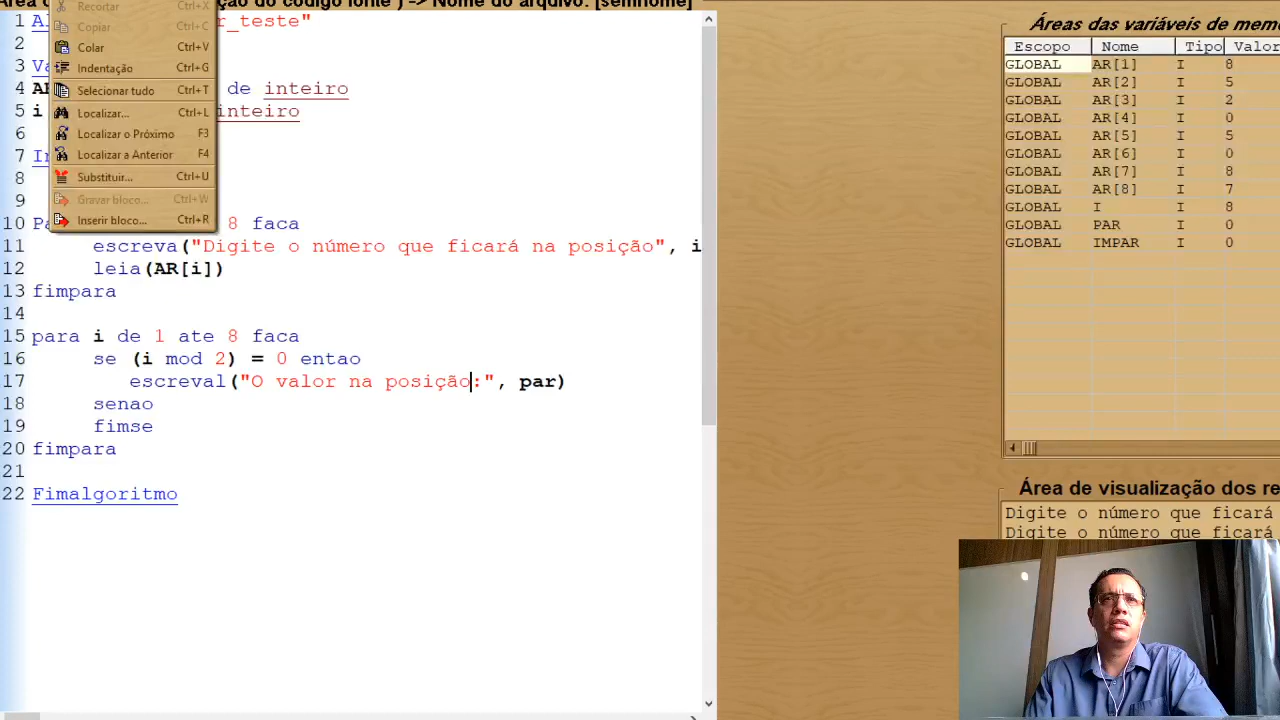 ção do código fonte ) -> Nome do arquivo: [semnome]
Recortar Ctrl+X
Copiar Ctrl+C
Colar Ctrl+V
Indentação Ctrl+G
Selecionar tudo Ctrl+T
Localizar... Ctrl+L
Localizar o Próximo F3
Localizar a Anterior F4
Substituir... Ctrl+U
Gravar bloco... Ctrl+W
Inserir bloco... Ctrl+R
1 Al r_teste"
2
3 Va
4 AR de inteiro
5 i inteiro
6
7 In
8
9
10 Pa 8 faca
11 escreva("Digite o número que ficará na posição", i
12 leia(AR[i])
13 fimpara
14
15 para i de 1 ate 8 faca
16 se (i mod 2) = 0 entao
17 escreval("O valor na posição:", par)
18 senao
19 fimse
20 fimpara
21
22 Fimalgoritmo
Áreas das variáveis de mem
Escopo Nome Tipo Valor
GLOBAL AR[1] I 8
GLOBAL AR[2] I 5
GLOBAL AR[3] I 2
GLOBAL AR[4] I 0
GLOBAL AR[5] I 5
GLOBAL AR[6] I 0
GLOBAL AR[7] I 8
GLOBAL AR[8] I 7
GLOBAL I I 8
GLOBAL PAR I 0
GLOBAL IMPAR I 0
Área de visualização dos re
Digite o número que ficará
Digite o número que ficará